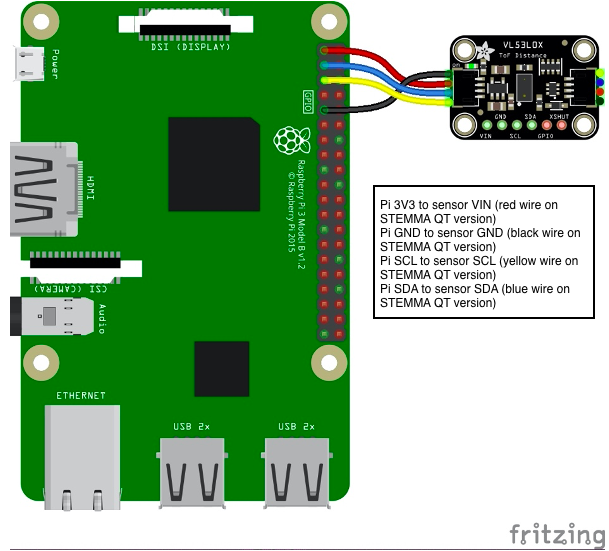 DSI (DISPLAY)
Power
HDMI
GPIO
Raspberry Pi 3 Model B v1.2
© Raspberry Pi 2015
CSI (CAMERA)
Audio
ETHERNET
USB 2x
USB 2x
VL53L0X
ToF Distance
on
GND SDA XSHUT
VIN SCL GPIO
Pi 3V3 to sensor VIN (red wire on
STEMMA QT version)
Pi GND to sensor GND (black wire on
STEMMA QT version)
Pi SCL to sensor SCL (yellow wire on
STEMMA QT version)
Pi SDA to sensor SDA (blue wire on
STEMMA QT version)
fritzing